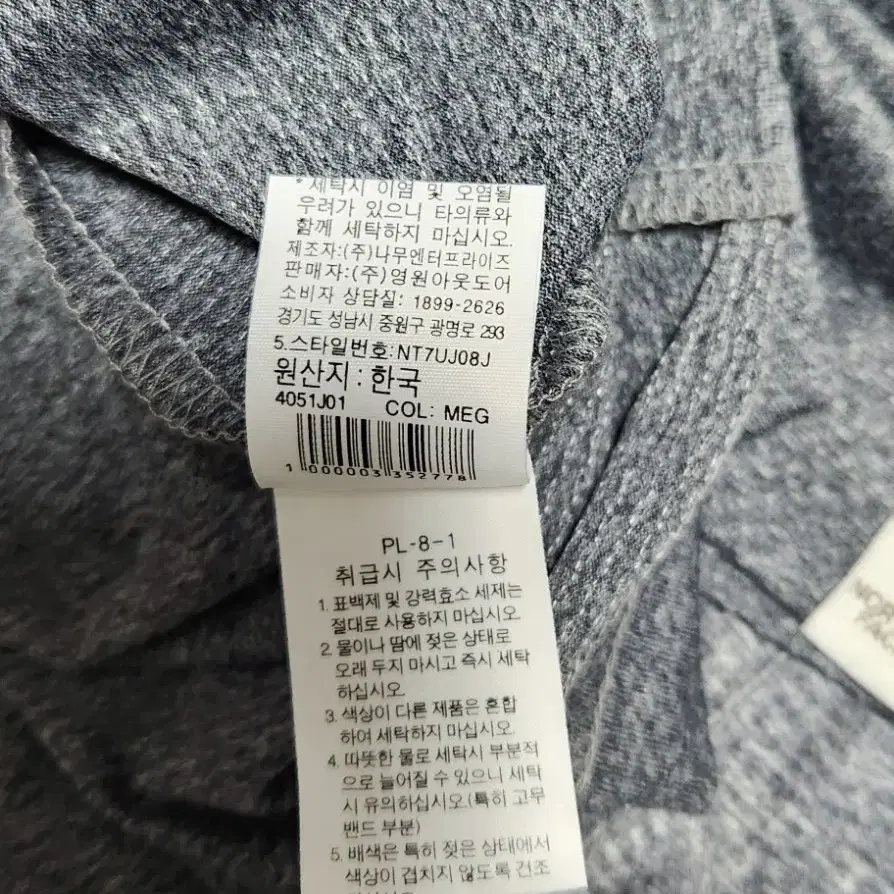 * 세탁시 이염 및 오염될
우려가 있으니 타의류와
함께 세탁하지 마십시오.
제조자:(주)나무엔터프라이즈
판매자:(주)영원아웃도어
소비자 상담실: 1899-2626
경기도 성남시 중원구 광명로 293
5.스타일번호:NT7UJ08J
원산지 : 한국
4051J01 COL: MEG
1 000003 352778
PL-8-1
취급시 주의사항
1. 표백제 및 강력효소 세제는
절대로 사용하지 마십시오.
2. 물이나 땀에 젖은 상태로
오래 두지 마시고 즉시 세탁
하십시오.
3. 색상이 다른 제품은 혼합
하여 세탁하지 마십시오.
4. 따뜻한 물로 세탁시 부분적
으로 늘어질 수 있으니 세탁
시 유의하십시오.(특히 고무
밴드 부분)
5. 배색은 특히 젖은 상태에서
색상이 겹치지 않도록 건조